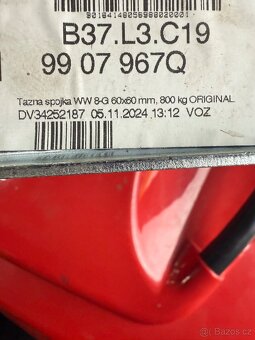 90184148058980020001
B37.L3.C19
99 07 967Q
Tazna spojka WW 8-G 60x60 mm, 800 kg ORIGINAL
DV34252187 05.11.2024 13:12 VOZ
© Bazos.cz